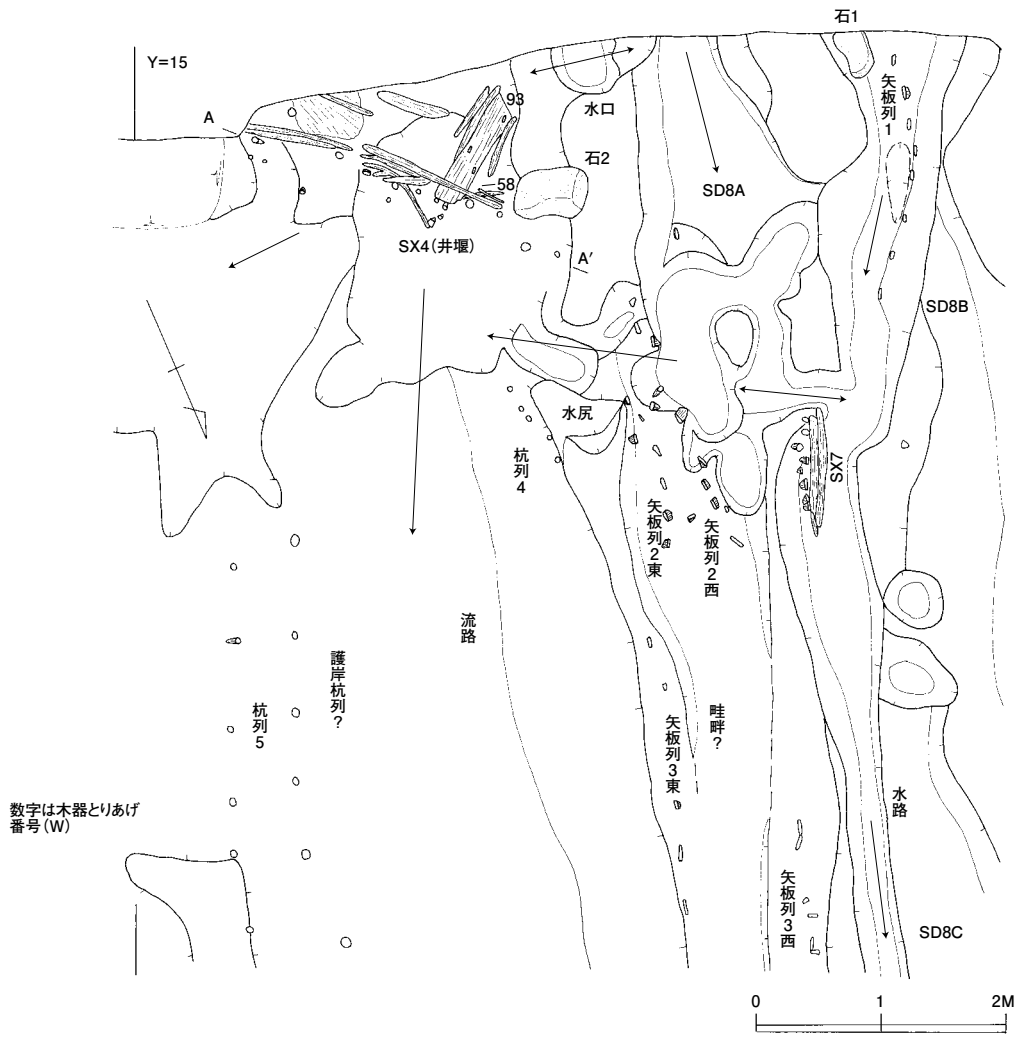 石1
Y=15
A
93
水口
矢板列1
石2
58
SD8A
SX4(井堰)
A′
SD8B
水尻
杭列4
SX7
矢板列2東
矢板列2西
流路
護岸杭列?
杭列5
畦畔?
矢板列3東
水路
数字は木器とりあげ
番号(W)
矢板列3西
SD8C
0 1 2M